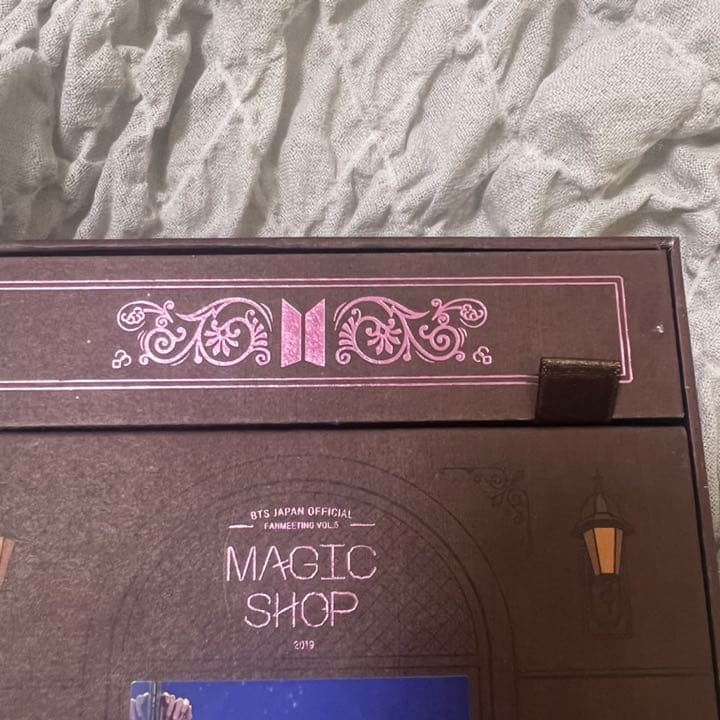 BTS JAPAN OFFICIAL
FANMEETING VOL.5
MAGIC
SHOP
2019